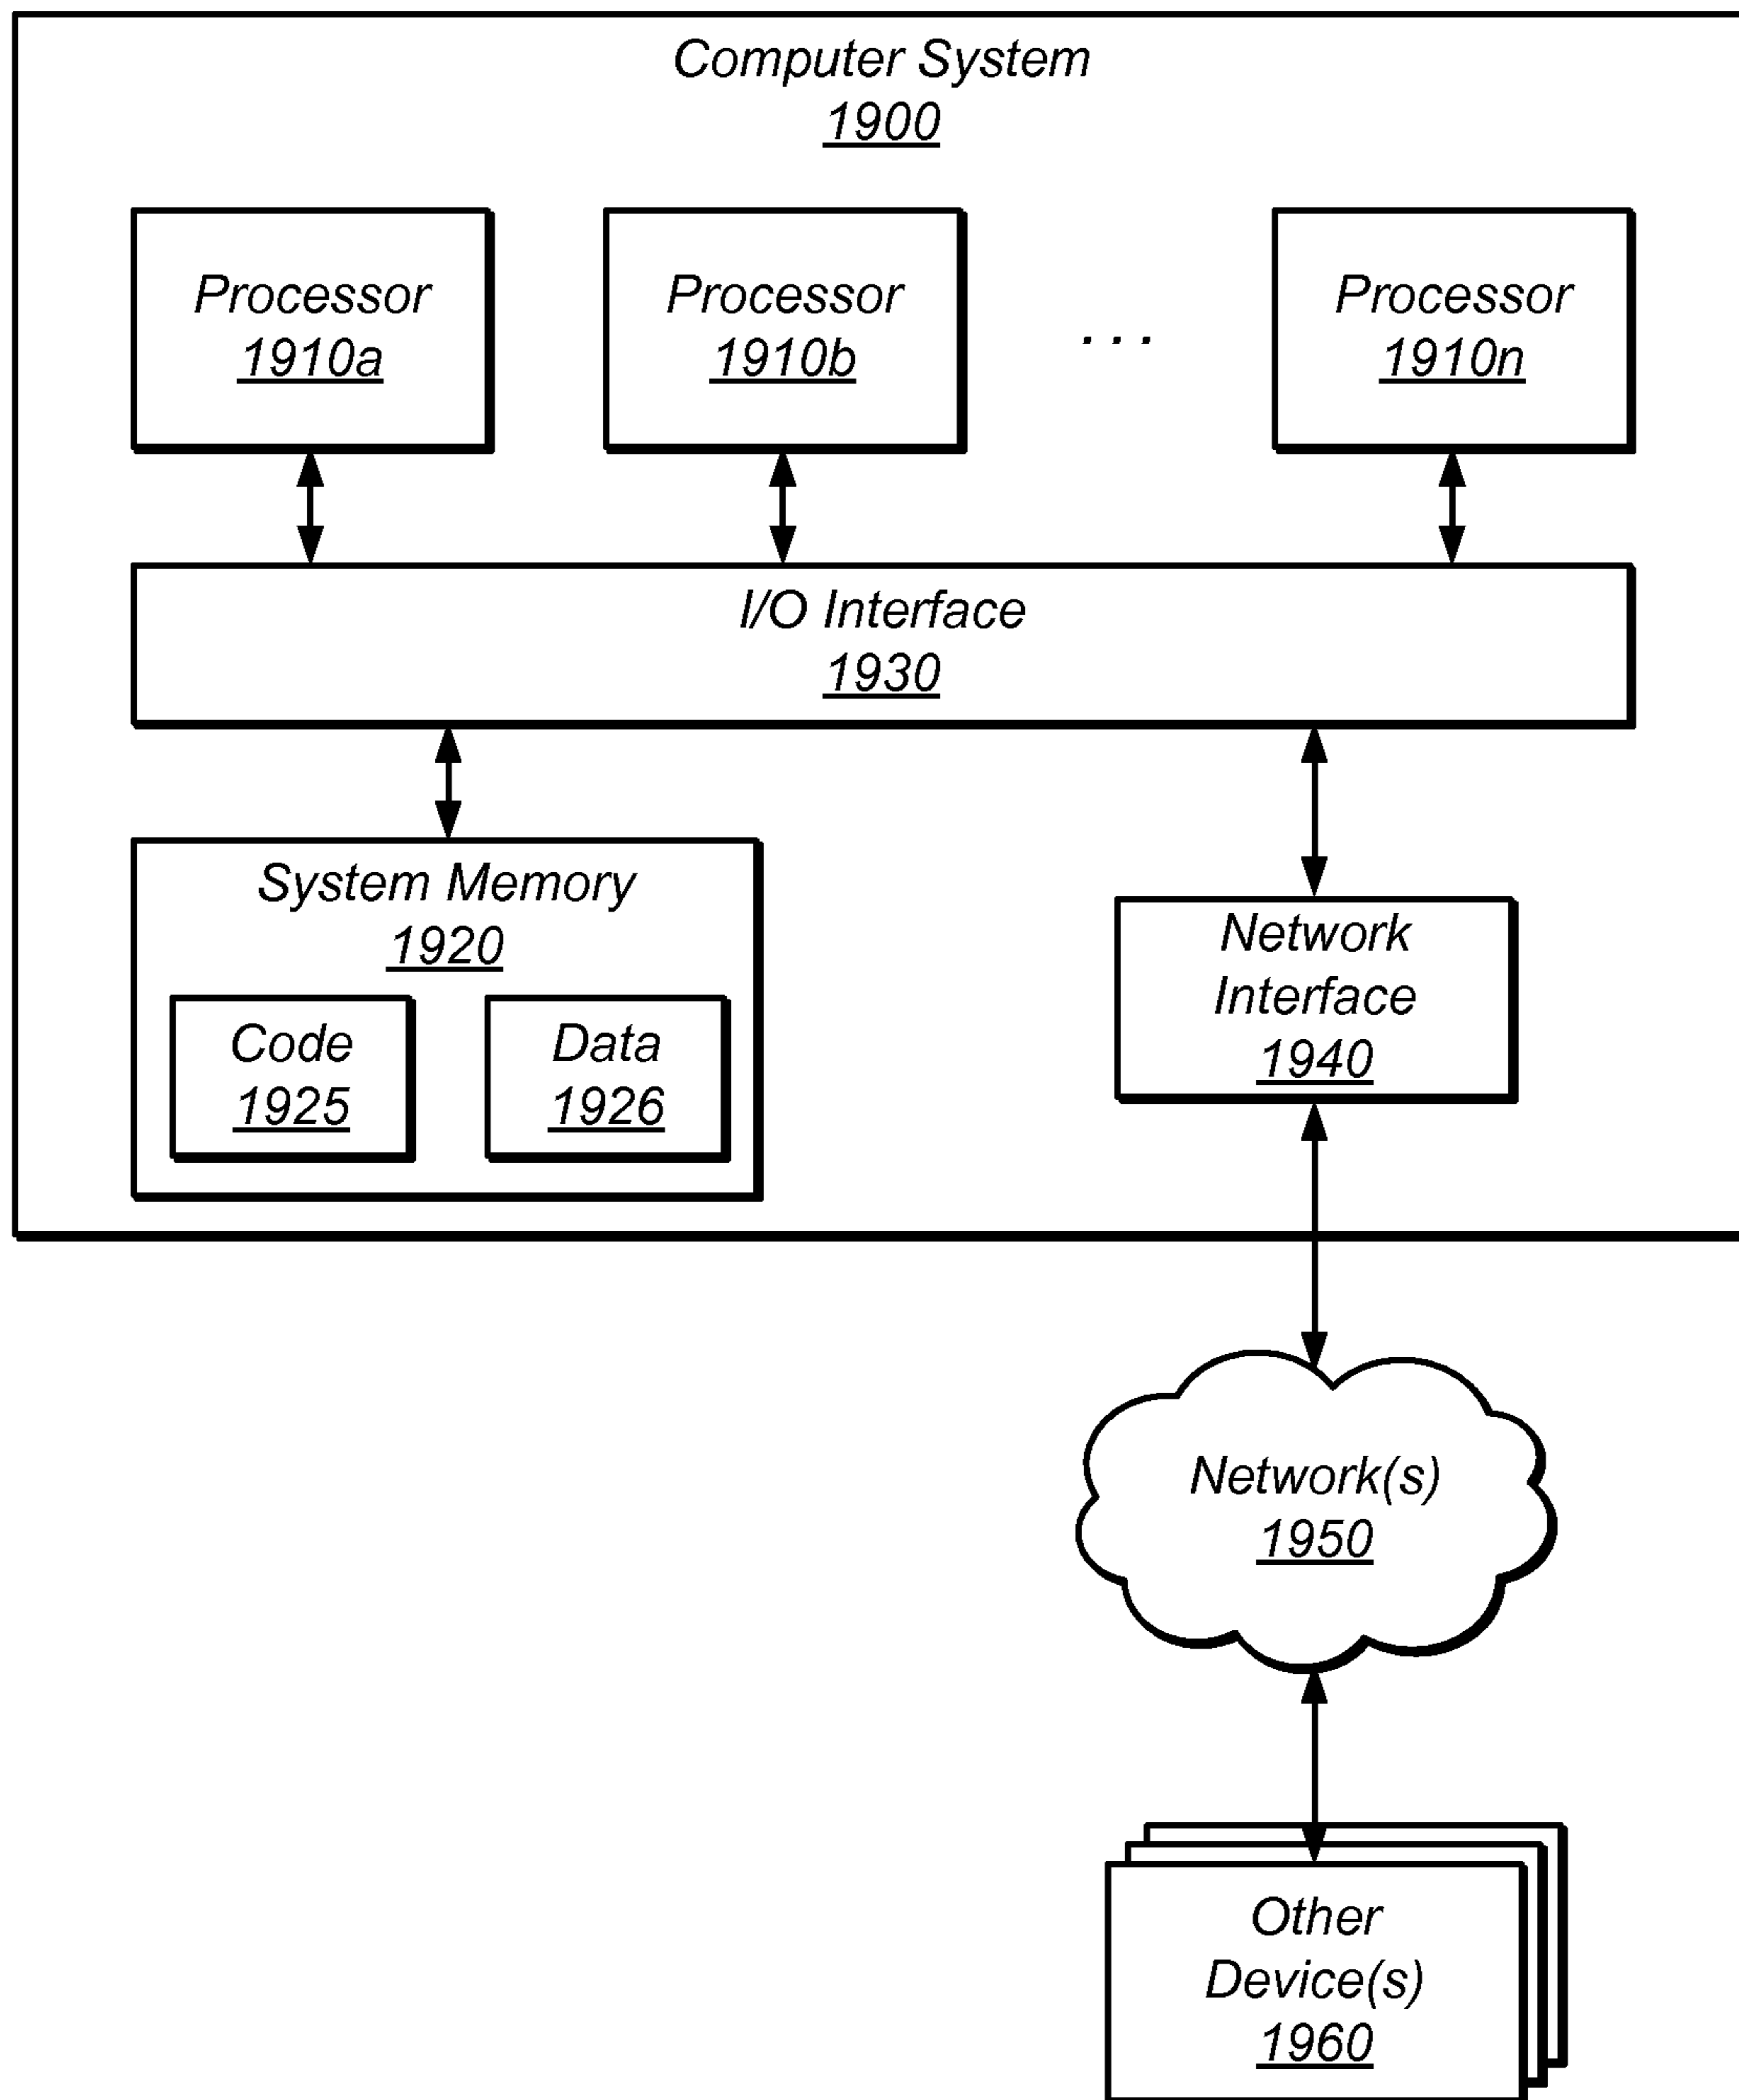 Computer System
1900
Processor
1910a
Processor
1910b
. . .
Processor
1910n
I/O Interface
1930
System Memory
1920
Code
1925
Data
1926
Network
Interface
1940
Network(s)
1950
Other
Device(s)
1960